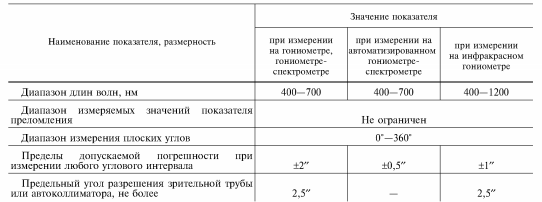 Наименование показателя, размерность
Значение показателя
при измерении
на гониометре,
гониометре-
спектрометре
при измерении на
автоматизированном
гониометре-
спектрометре
при измерении
на инфракрасном
гониометре
Диапазон длин волн, нм
400—700
400—700
400—1200
Диапазон измеряемых значений показателя
преломления
Не ограничен
Диапазон измерения плоских углов
0˚—360˚
Пределы допускаемой погрешности при
измерении любого углового интервала
±2″
±0,5″
±1″
Предельный угол разрешения зрительной трубы
или автоколлиматора, не более
2,5″
—
2,5″